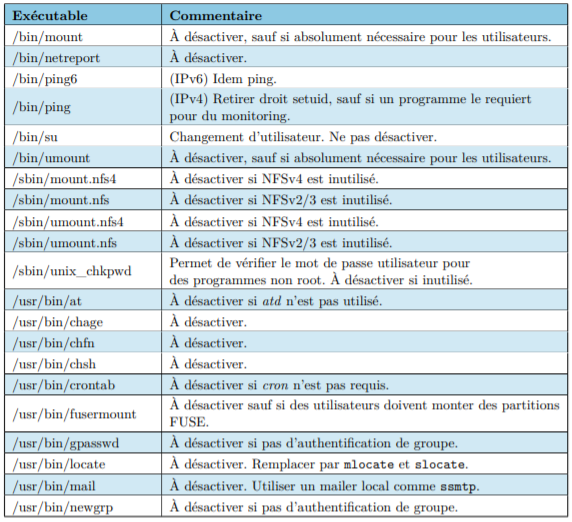 Exécutable Commentaire
/bin/mount À désactiver, sauf si absolument nécessaire pour les utilisateurs.
/bin/netreport À désactiver.
/bin/ping6 (IPv6) Idem ping.
/bin/ping (IPv4) Retirer droit setuid, sauf si un programme le requiert
pour du monitoring.
/bin/su Changement d'utilisateur. Ne pas désactiver.
/bin/umount À désactiver, sauf si absolument nécessaire pour les utilisateurs.
/sbin/mount.nfs4 À désactiver si NFSv4 est inutilisé.
/sbin/mount.nfs À désactiver si NFSv2/3 est inutilisé.
/sbin/umount.nfs4 À désactiver si NFSv4 est inutilisé.
/sbin/umount.nfs À désactiver si NFSv2/3 est inutilisé.
/sbin/unix_chkpwd Permet de vérifier le mot de passe utilisateur pour
des programmes non root. À désactiver si inutilisé.
/usr/bin/at À désactiver si atd n'est pas utilisé.
/usr/bin/chage À désactiver.
/usr/bin/chfn À désactiver.
/usr/bin/chsh À désactiver.
/usr/bin/crontab À désactiver si cron n'est pas requis.
/usr/bin/fusermount À désactiver sauf si des utilisateurs doivent monter des partitions
FUSE.
/usr/bin/gpasswd À désactiver si pas d'authentification de groupe.
/usr/bin/locate À désactiver. Remplacer par mlocate et slocate.
/usr/bin/mail À désactiver. Utiliser un mailer local comme ssmtp.
/usr/bin/newgrp À désactiver si pas d'authentification de groupe.